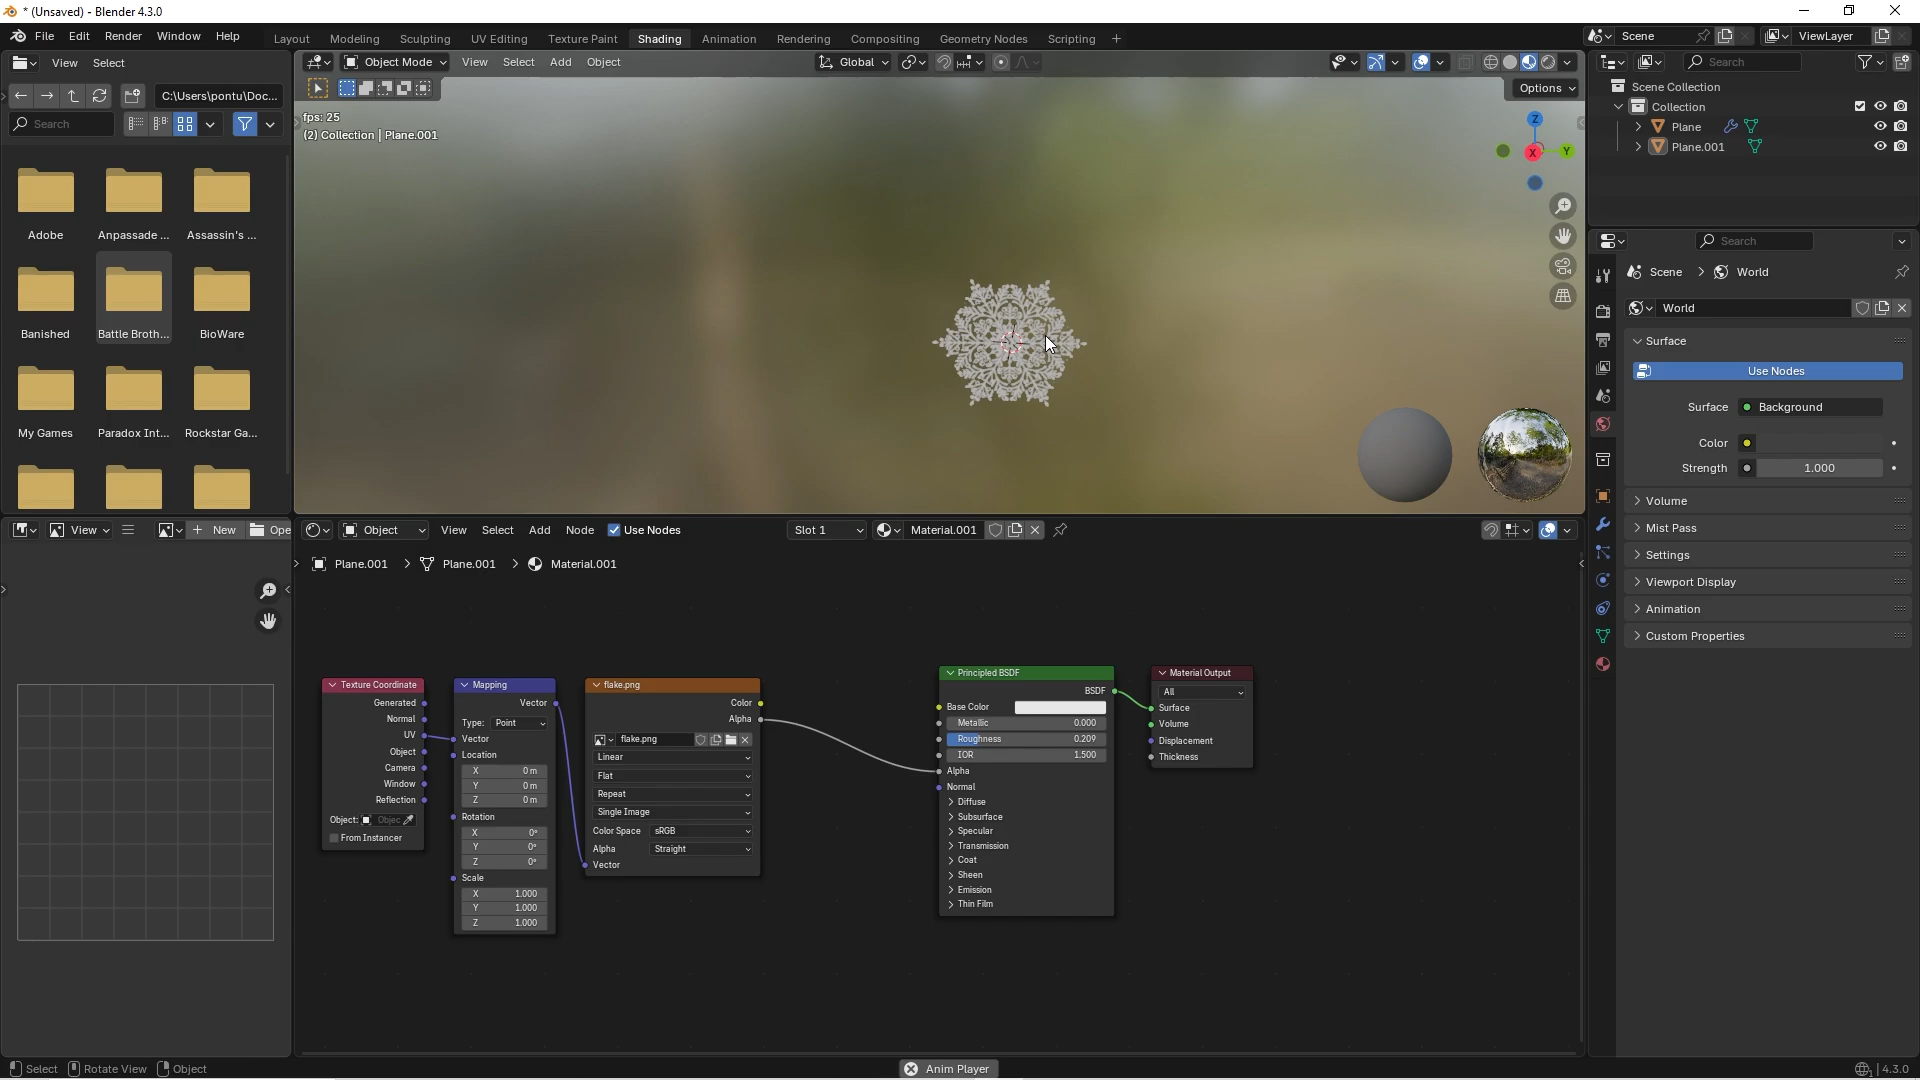 * (Unsaved) - Blender 4.3.0
File Edit Render Window Help
Layout Modeling Sculpting UV Editing Texture Paint Shading Animation Rendering Compositing Geometry Nodes Scripting +
Scene ViewLayer
View Select
C:\Users\pontu\Doc...
Search
Adobe Anpassade ... Assassin's ...
Banished Battle Broth... BioWare
My Games Paradox Int... Rockstar Ga...
Object Mode View Select Add Object Global
Options
fps: 25
(2) Collection | Plane.001
Z
X Y
Search
Scene Collection
Collection
Plane
Plane.001
Search
Scene > World
World
Surface
Use Nodes
Surface Background
Color
Strength 1.000
Volume
Mist Pass
Settings
Viewport Display
Animation
Custom Properties
View New Ope
Object View Select Add Node Use Nodes Slot 1 Material.001
Plane.001 > Plane.001 > Material.001
Texture Coordinate
Generated
Normal
UV
Object
Camera
Window
Reflection
Object: Objec
From Instancer
Mapping
Vector
Type: Point
Vector
Location
X 0 m
Y 0 m
Z 0 m
Rotation
X 0°
Y 0°
Z 0°
Scale
X 1.000
Y 1.000
Z 1.000
flake.png
Color
Alpha
flake.png
Linear
Flat
Repeat
Single Image
Color Space sRGB
Alpha Straight
Vector
Principled BSDF
BSDF
Base Color
Metallic 0.000
Roughness 0.209
IOR 1.500
Alpha
Normal
Diffuse
Subsurface
Specular
Transmission
Coat
Sheen
Emission
Thin Film
Material Output
All
Surface
Volume
Displacement
Thickness
Select Rotate View Object Anim Player 4.3.0